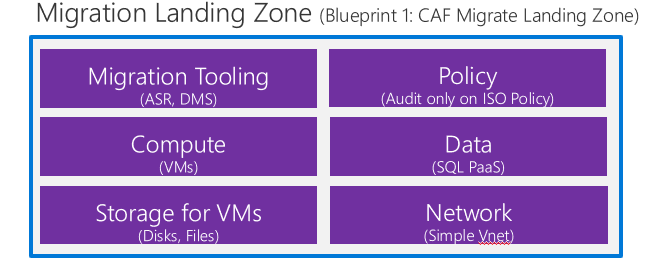 Migration Landing Zone (Blueprint 1: CAF Migrate Landing Zone)
Migration Tooling
(ASR, DMS)
Policy
(Audit only on ISO Policy)
Compute
(VMs)
Data
(SQL PaaS)
Storage for VMs
(Disks, Files)
Network
(Simple Vnet)